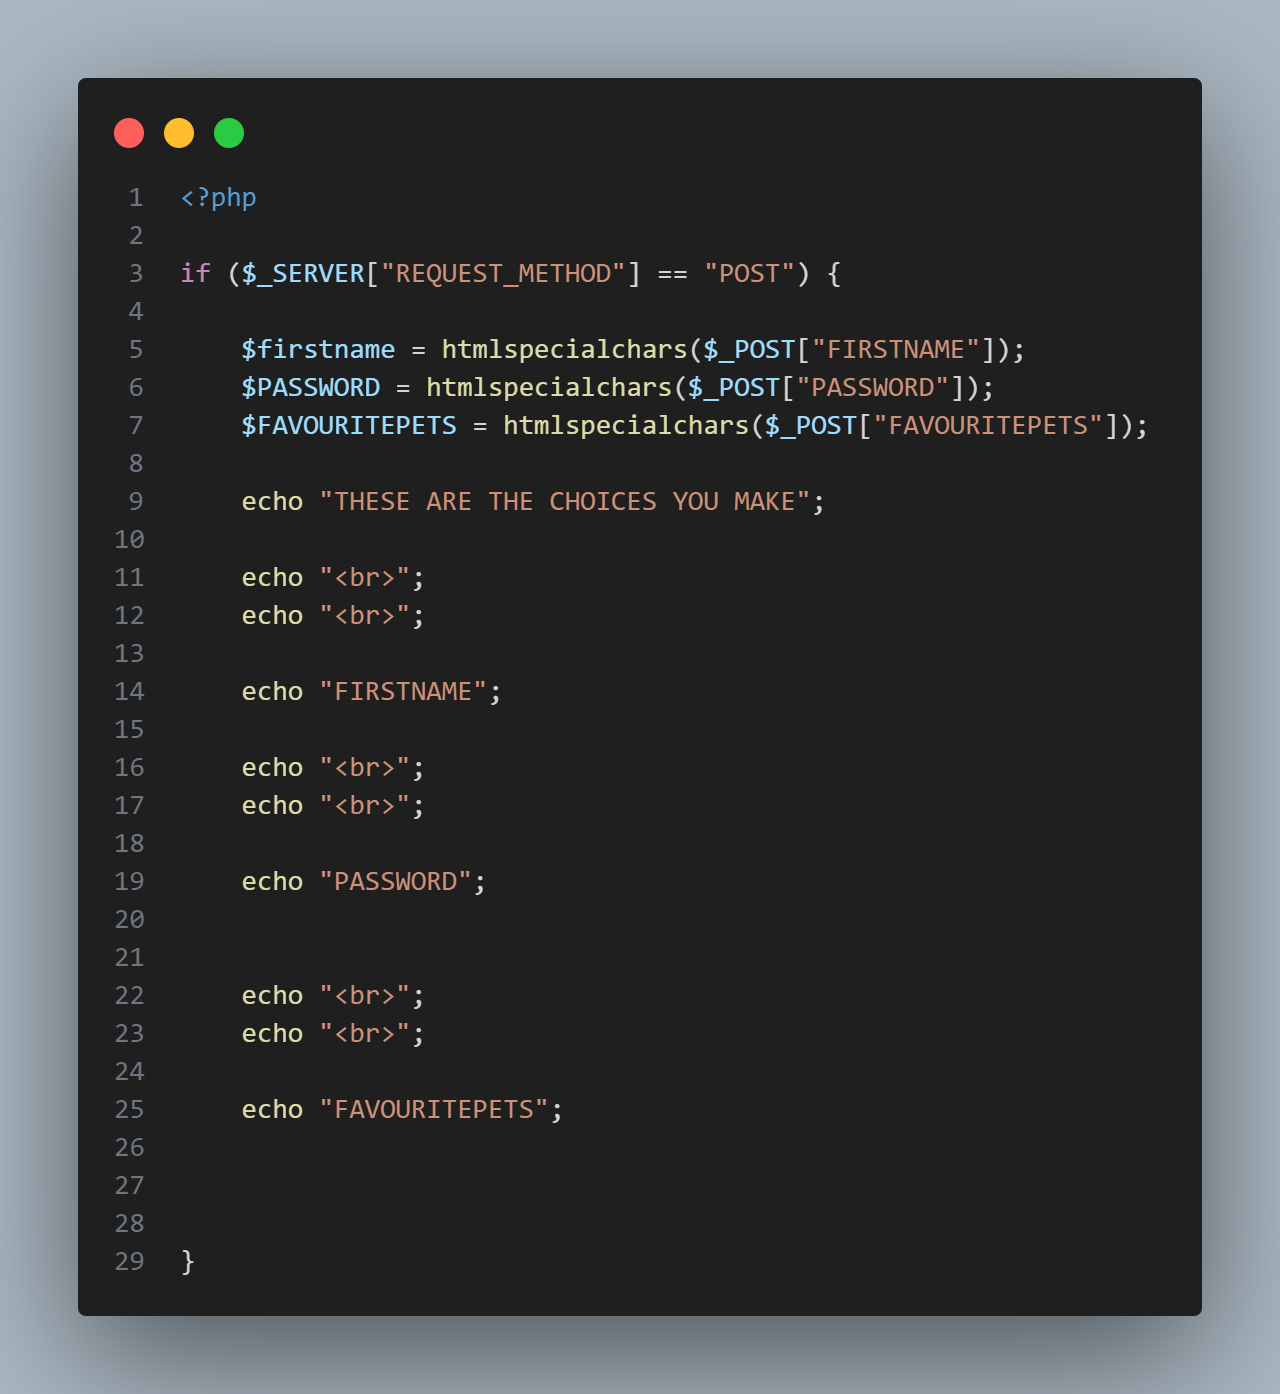 1 <?php
2
3 if ($_SERVER["REQUEST_METHOD"] == "POST") {
4
5     $firstname = htmlspecialchars($_POST["FIRSTNAME"]);
6     $PASSWORD = htmlspecialchars($_POST["PASSWORD"]);
7     $FAVOURITEPETS = htmlspecialchars($_POST["FAVOURITEPETS"]);
8
9     echo "THESE ARE THE CHOICES YOU MAKE";
10
11     echo "<br>";
12     echo "<br>";
13
14     echo "FIRSTNAME";
15
16     echo "<br>";
17     echo "<br>";
18
19     echo "PASSWORD";
20
21
22     echo "<br>";
23     echo "<br>";
24
25     echo "FAVOURITEPETS";
26
27
28
29 }